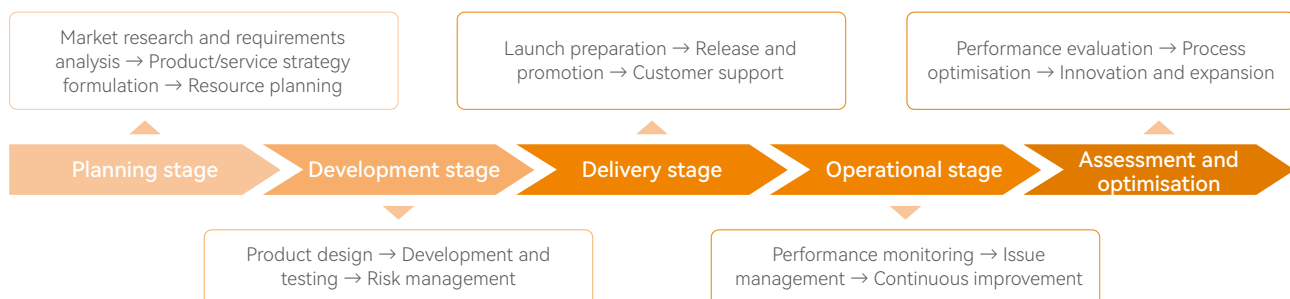 Market research and requirements
analysis → Product/service strategy
formulation → Resource planning
Launch preparation → Release and
promotion → Customer support
Performance evaluation → Process
optimisation → Innovation and expansion
Planning stage
Development stage
Delivery stage
Operational stage
Assessment and
optimisation
Product design → Development and
testing → Risk management
Performance monitoring → Issue
management → Continuous improvement